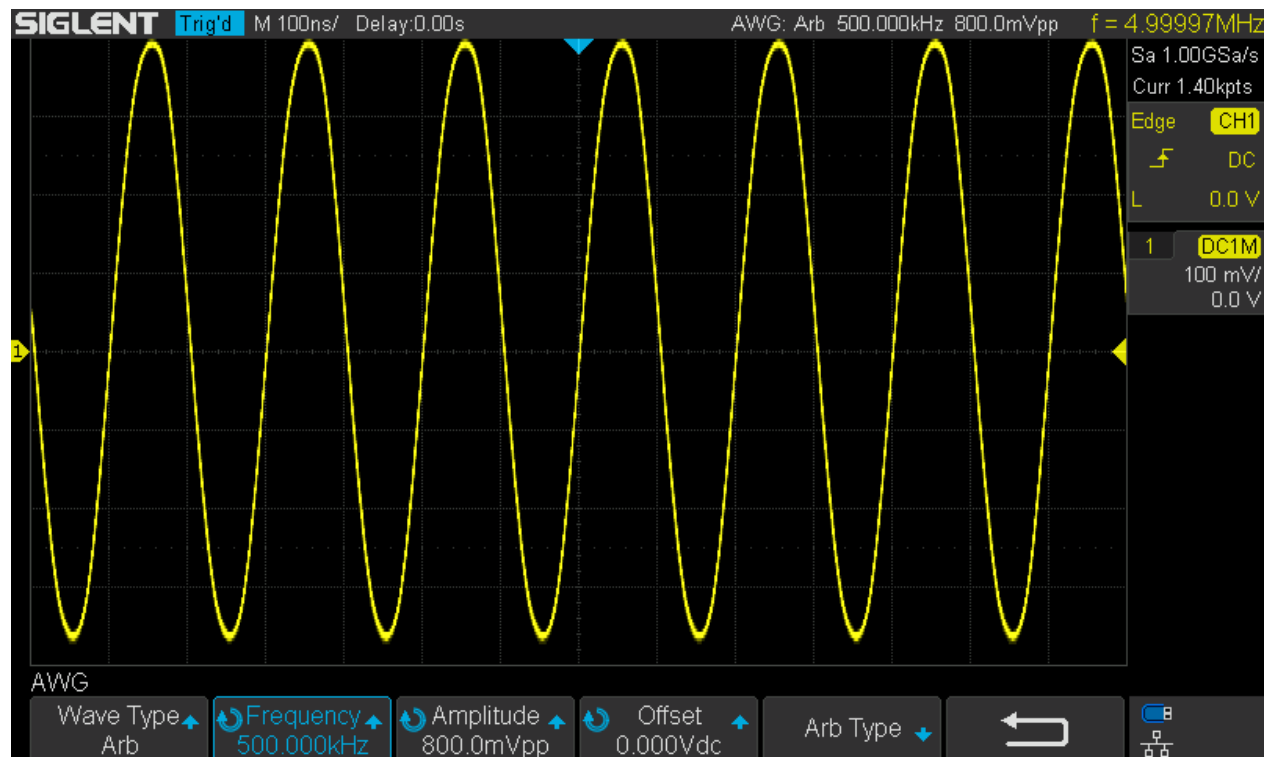 SIGLENT Trig'd M 100ns/ Delay:0.00s AWG: Arb 500.000kHz 800.0mVpp f = 4.99997MHz
Sa 1.00GSa/s
Curr 1.40kpts
Edge CH1
DC
L 0.0 V
1 DC1M
100 mV/
0.0 V
1
AWG
Wave Type
Arb
Frequency
500.000kHz
Amplitude
800.0mVpp
Offset
0.000Vdc
Arb Type